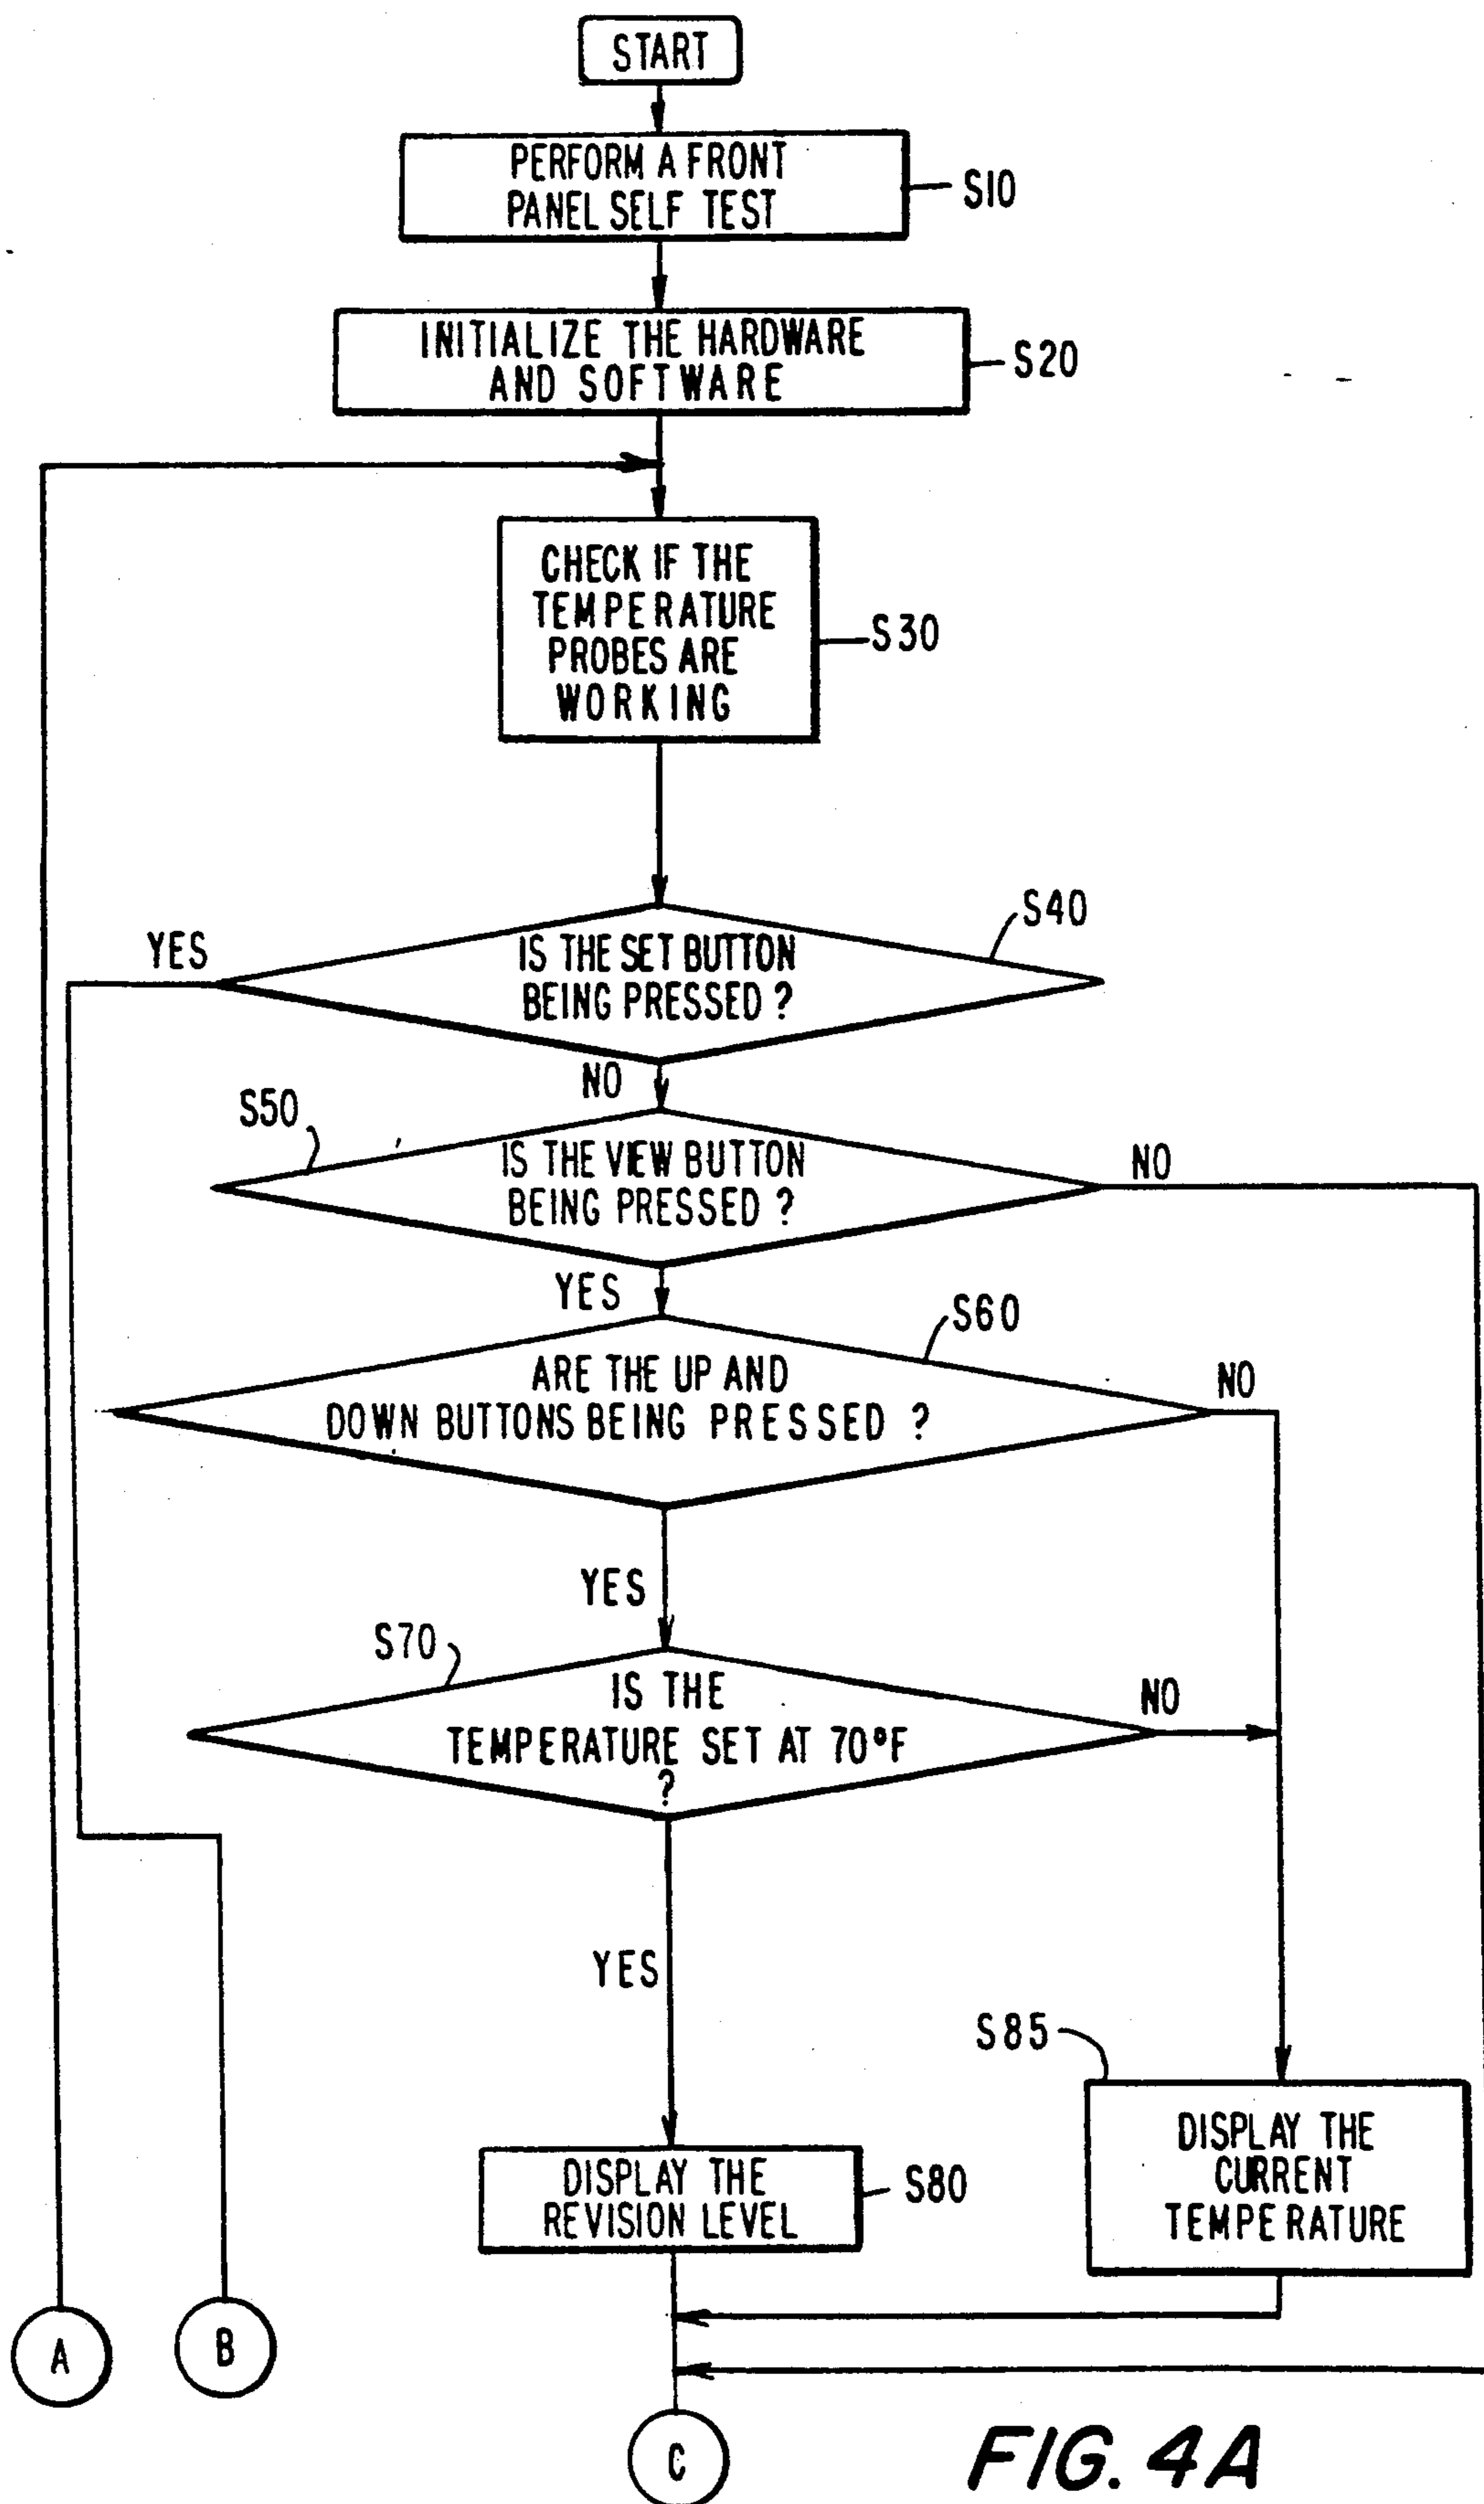 START
PERFORM A FRONT
PANEL SELF TEST
S10
INITIALIZE THE HARDWARE
AND SOFTWARE
S20
CHECK IF THE
TEMPERATURE
PROBES ARE
WORKING
S30
S40
YES
IS THE SET BUTTON
BEING PRESSED ?
NO
S50
IS THE VIEW BUTTON
BEING PRESSED ?
NO
YES
S60
ARE THE UP AND
DOWN BUTTONS BEING PRESSED ?
NO
YES
S70
IS THE
TEMPERATURE SET AT 70°F
?
NO
YES
S85
DISPLAY THE
CURRENT
TEMPERATURE
DISPLAY THE
REVISION LEVEL
S80
A
B
C
FIG. 4A